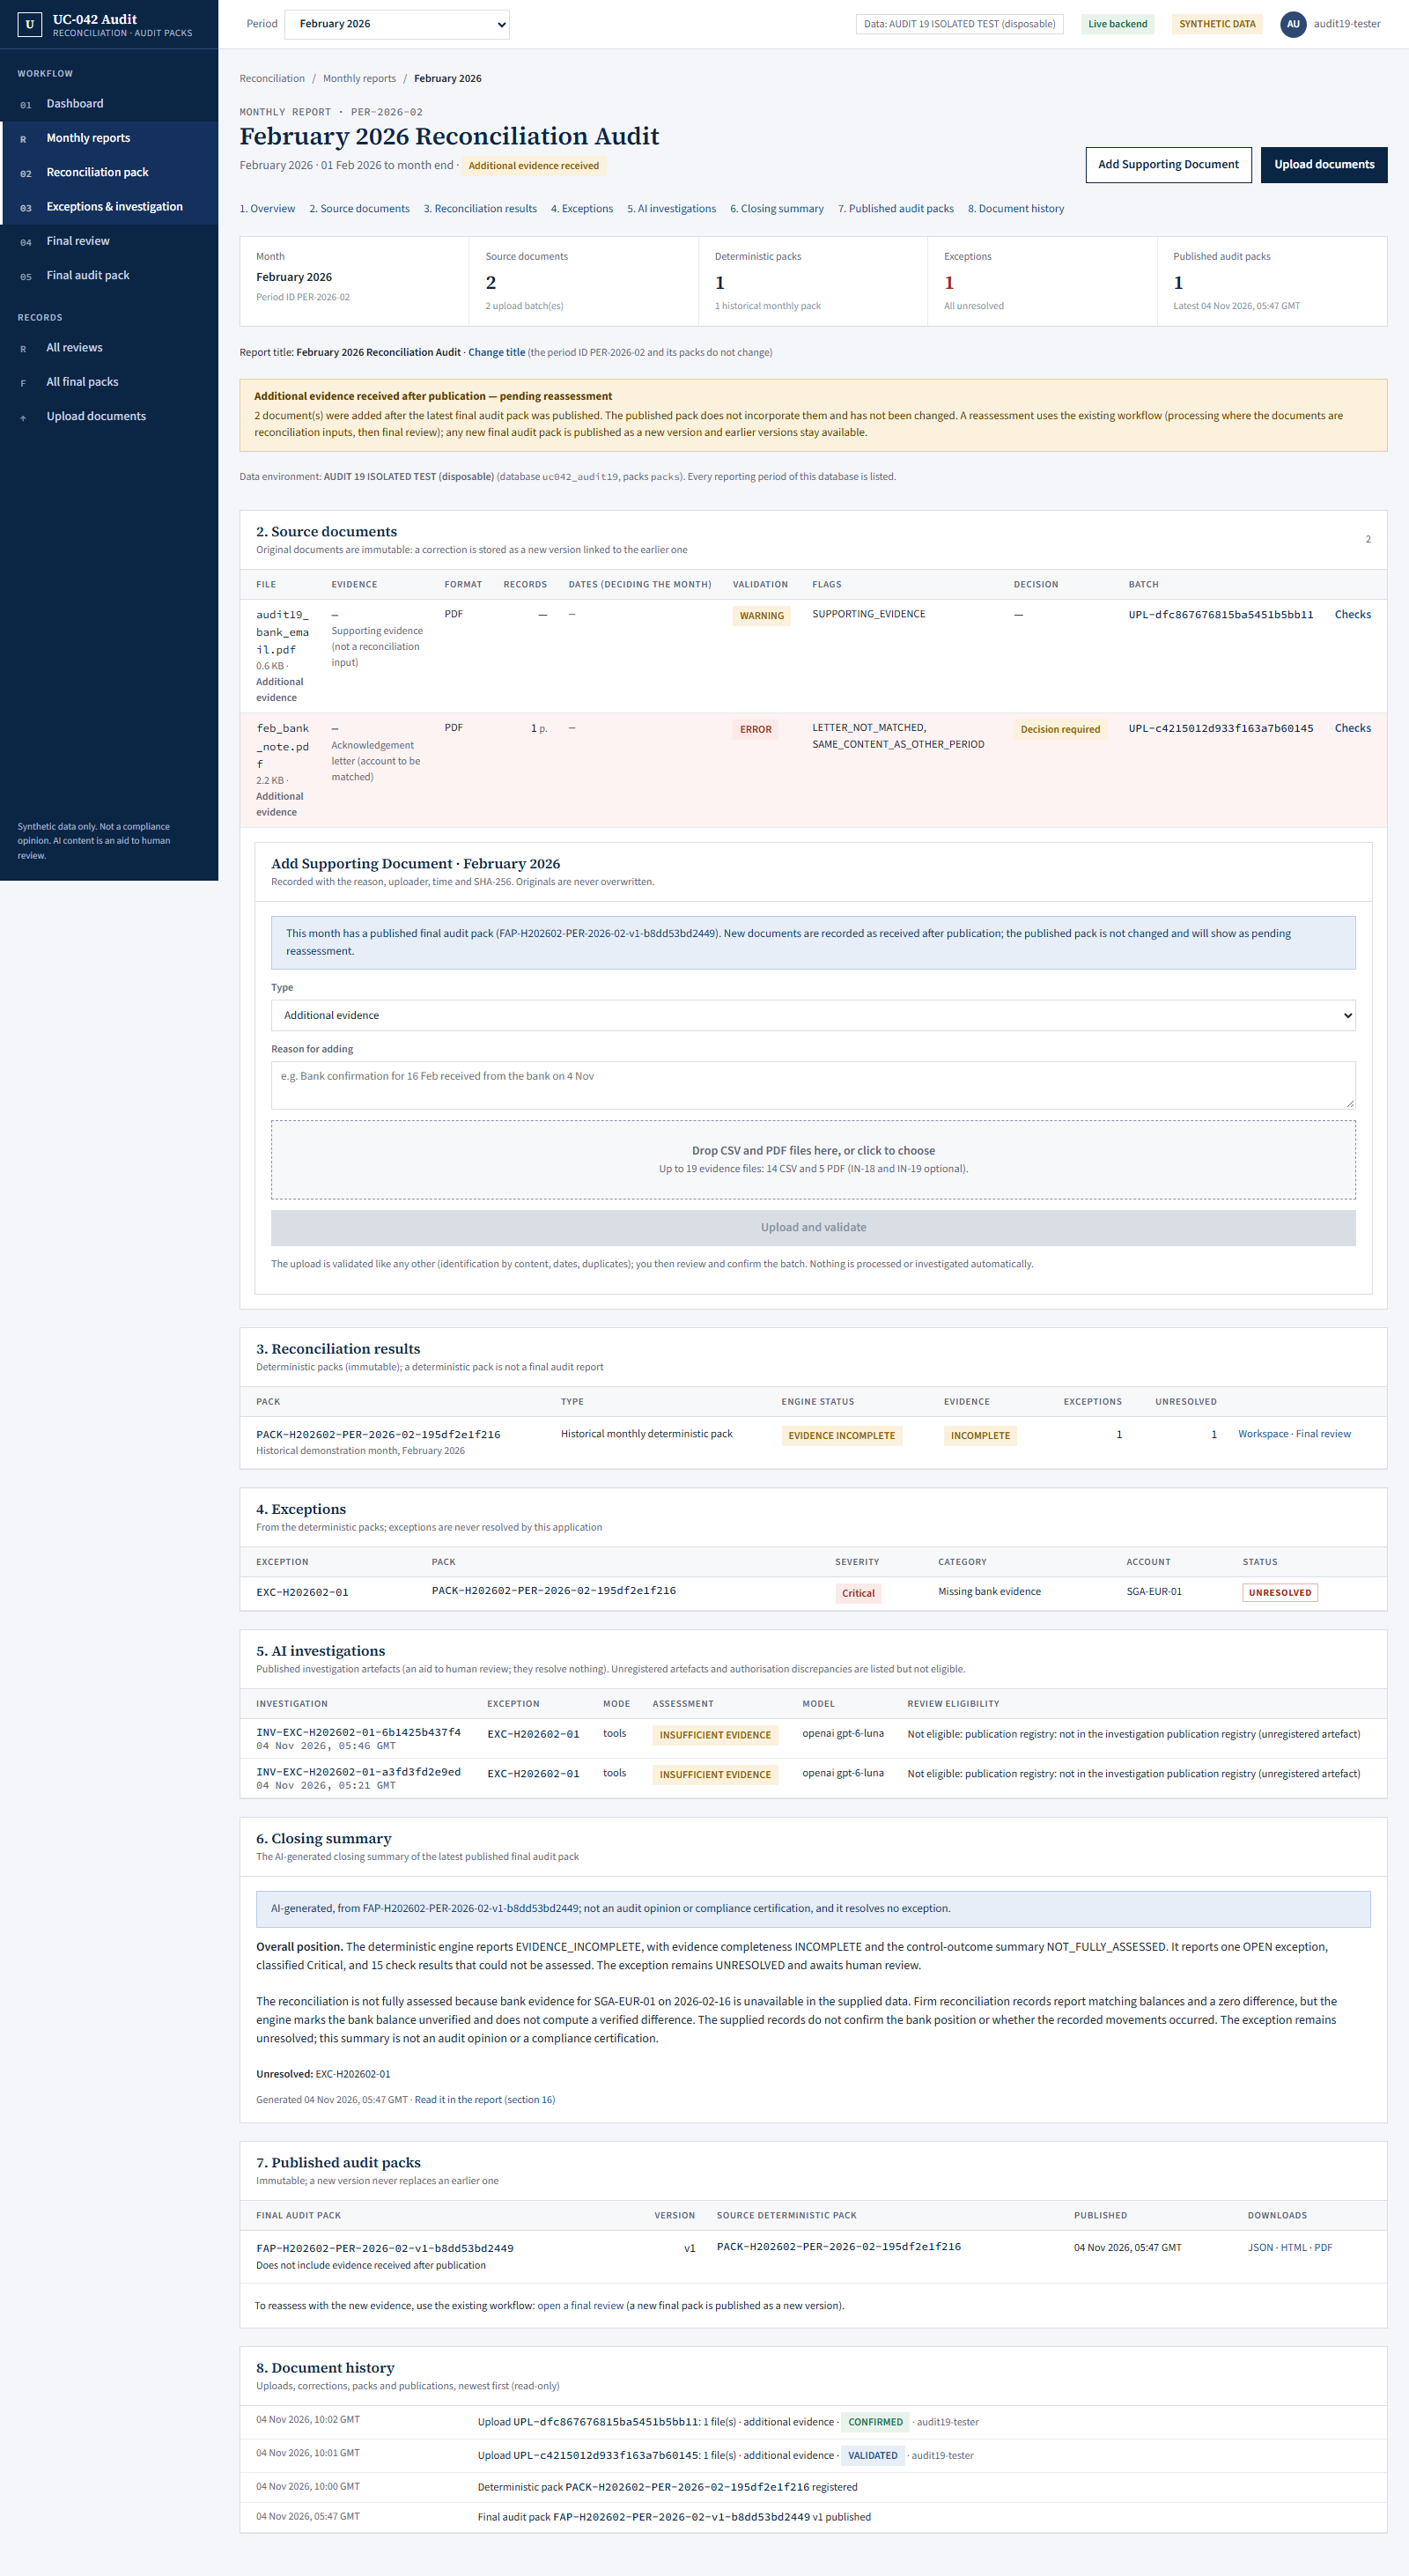 U
UC-042 Audit
RECONCILIATION · AUDIT PACKS
Period
February 2026
Data: AUDIT 19 ISOLATED TEST (disposable)
Live backend
SYNTHETIC DATA
AU
audit19-tester
WORKFLOW
01 Dashboard
R Monthly reports
02 Reconciliation pack
03 Exceptions & investigation
04 Final review
05 Final audit pack
RECORDS
R All reviews
F All final packs
↑ Upload documents
Synthetic data only. Not a compliance
opinion. AI content is an aid to human
review.
Reconciliation / Monthly reports / February 2026
MONTHLY REPORT · PER-2026-02
February 2026 Reconciliation Audit
February 2026 · 01 Feb 2026 to month end · Additional evidence received
Add Supporting Document
Upload documents
1. Overview 2. Source documents 3. Reconciliation results 4. Exceptions 5. AI investigations 6. Closing summary 7. Published audit packs 8. Document history
Month
February 2026
Period ID PER-2026-02
Source documents
2
2 upload batch(es)
Deterministic packs
1
1 historical monthly pack
Exceptions
1
All unresolved
Published audit packs
1
Latest 04 Nov 2026, 05:47 GMT
Report title: February 2026 Reconciliation Audit · Change title (the period ID PER-2026-02 and its packs do not change)
Additional evidence received after publication — pending reassessment
2 document(s) were added after the latest final audit pack was published. The published pack does not incorporate them and has not been changed. A reassessment uses the existing workflow (processing where the documents are
reconciliation inputs, then final review); any new final audit pack is published as a new version and earlier versions stay available.
Data environment: AUDIT 19 ISOLATED TEST (disposable) (database uc042_audit19, packs packs). Every reporting period of this database is listed.
2. Source documents
Original documents are immutable: a correction is stored as a new version linked to the earlier one
2
FILE EVIDENCE FORMAT RECORDS DATES (DECIDING THE MONTH) VALIDATION FLAGS DECISION BATCH
audit19_
bank_ema
il.pdf
0.6 KB ·
Additional
evidence
—
Supporting evidence
(not a reconciliation
input)
PDF — — WARNING SUPPORTING_EVIDENCE — UPL-dfc867676815ba5451b5bb11 Checks
feb_bank
_note.pd
f
2.2 KB ·
Additional
evidence
—
Acknowledgement
letter (account to be
matched)
PDF 1 p. — ERROR LETTER_NOT_MATCHED,
SAME_CONTENT_AS_OTHER_PERIOD
Decision required UPL-c4215012d933f163a7b60145 Checks
Add Supporting Document · February 2026
Recorded with the reason, uploader, time and SHA-256. Originals are never overwritten.
This month has a published final audit pack (FAP-H202602-PER-2026-02-v1-b8dd53bd2449). New documents are recorded as received after publication; the published pack is not changed and will show as pending
reassessment.
Type
Additional evidence
Reason for adding
e.g. Bank confirmation for 16 Feb received from the bank on 4 Nov
Drop CSV and PDF files here, or click to choose
Up to 19 evidence files: 14 CSV and 5 PDF (IN-18 and IN-19 optional).
Upload and validate
The upload is validated like any other (identification by content, dates, duplicates); you then review and confirm the batch. Nothing is processed or investigated automatically.
3. Reconciliation results
Deterministic packs (immutable); a deterministic pack is not a final audit report
PACK TYPE ENGINE STATUS EVIDENCE EXCEPTIONS UNRESOLVED
PACK-H202602-PER-2026-02-195df2e1f216 Historical monthly deterministic pack EVIDENCE INCOMPLETE INCOMPLETE 1 1 Workspace · Final review
Historical demonstration month, February 2026
4. Exceptions
From the deterministic packs; exceptions are never resolved by this application
EXCEPTION PACK SEVERITY CATEGORY ACCOUNT STATUS
EXC-H202602-01 PACK-H202602-PER-2026-02-195df2e1f216 Critical Missing bank evidence SGA-EUR-01 UNRESOLVED
5. AI investigations
Published investigation artefacts (an aid to human review; they resolve nothing). Unregistered artefacts and authorisation discrepancies are listed but not eligible.
INVESTIGATION EXCEPTION MODE ASSESSMENT MODEL REVIEW ELIGIBILITY
INV-EXC-H202602-01-6b1425b437f4 EXC-H202602-01 tools INSUFFICIENT EVIDENCE openai gpt-6-luna Not eligible: publication registry: not in the investigation publication registry (unregistered artefact)
04 Nov 2026, 05:46 GMT
INV-EXC-H202602-01-a3fd3fd2e9ed EXC-H202602-01 tools INSUFFICIENT EVIDENCE openai gpt-6-luna Not eligible: publication registry: not in the investigation publication registry (unregistered artefact)
04 Nov 2026, 05:21 GMT
6. Closing summary
The AI-generated closing summary of the latest published final audit pack
AI-generated, from FAP-H202602-PER-2026-02-v1-b8dd53bd2449; not an audit opinion or compliance certification, and it resolves no exception.
Overall position. The deterministic engine reports EVIDENCE_INCOMPLETE, with evidence completeness INCOMPLETE and the control-outcome summary NOT_FULLY_ASSESSED. It reports one OPEN exception,
classified Critical, and 15 check results that could not be assessed. The exception remains UNRESOLVED and awaits human review.
The reconciliation is not fully assessed because bank evidence for SGA-EUR-01 on 2026-02-16 is unavailable in the supplied data. Firm reconciliation records report matching balances and a zero difference, but the
engine marks the bank balance unverified and does not compute a verified difference. The supplied records do not confirm the bank position or whether the recorded movements occurred. The exception remains
unresolved; this summary is not an audit opinion or a compliance certification.
Unresolved: EXC-H202602-01
Generated 04 Nov 2026, 05:47 GMT · Read it in the report (section 16)
7. Published audit packs
Immutable; a new version never replaces an earlier one
FINAL AUDIT PACK VERSION SOURCE DETERMINISTIC PACK PUBLISHED DOWNLOADS
FAP-H202602-PER-2026-02-v1-b8dd53bd2449 v1 PACK-H202602-PER-2026-02-195df2e1f216 04 Nov 2026, 05:47 GMT JSON · HTML · PDF
Does not include evidence received after publication
To reassess with the new evidence, use the existing workflow: open a final review (a new final pack is published as a new version).
8. Document history
Uploads, corrections, packs and publications, newest first (read-only)
04 Nov 2026, 10:02 GMT Upload UPL-dfc867676815ba5451b5bb11: 1 file(s) · additional evidence · CONFIRMED · audit19-tester
04 Nov 2026, 10:01 GMT Upload UPL-c4215012d933f163a7b60145: 1 file(s) · additional evidence · VALIDATED · audit19-tester
04 Nov 2026, 10:00 GMT Deterministic pack PACK-H202602-PER-2026-02-195df2e1f216 registered
04 Nov 2026, 05:47 GMT Final audit pack FAP-H202602-PER-2026-02-v1-b8dd53bd2449 v1 published